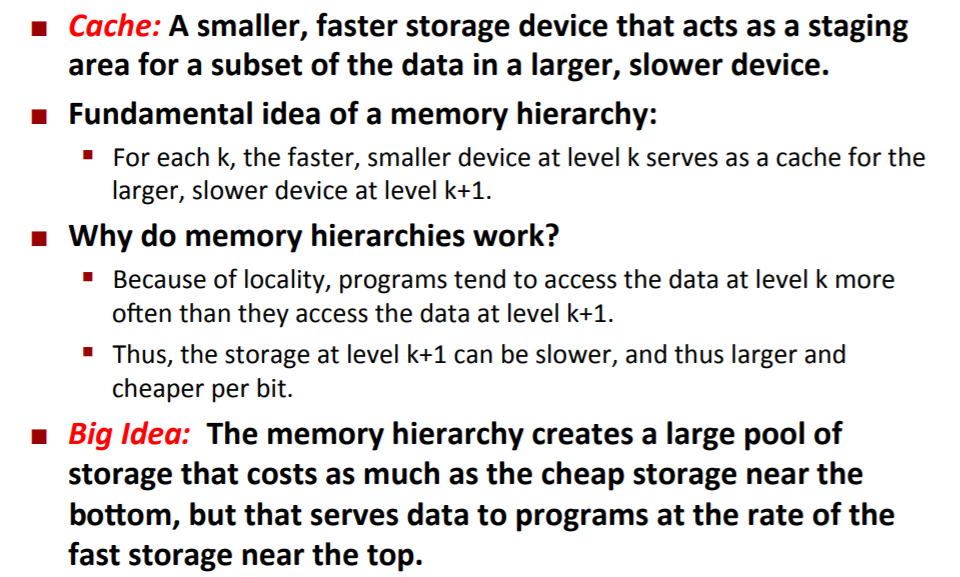 ■ Cache: A smaller, faster storage device that acts as a staging
area for a subset of the data in a larger, slower device.
■ Fundamental idea of a memory hierarchy:
▪ For each k, the faster, smaller device at level k serves as a cache for the
larger, slower device at level k+1.
■ Why do memory hierarchies work?
▪ Because of locality, programs tend to access the data at level k more
often than they access the data at level k+1.
▪ Thus, the storage at level k+1 can be slower, and thus larger and
cheaper per bit.
■ Big Idea: The memory hierarchy creates a large pool of
storage that costs as much as the cheap storage near the
bottom, but that serves data to programs at the rate of the
fast storage near the top.